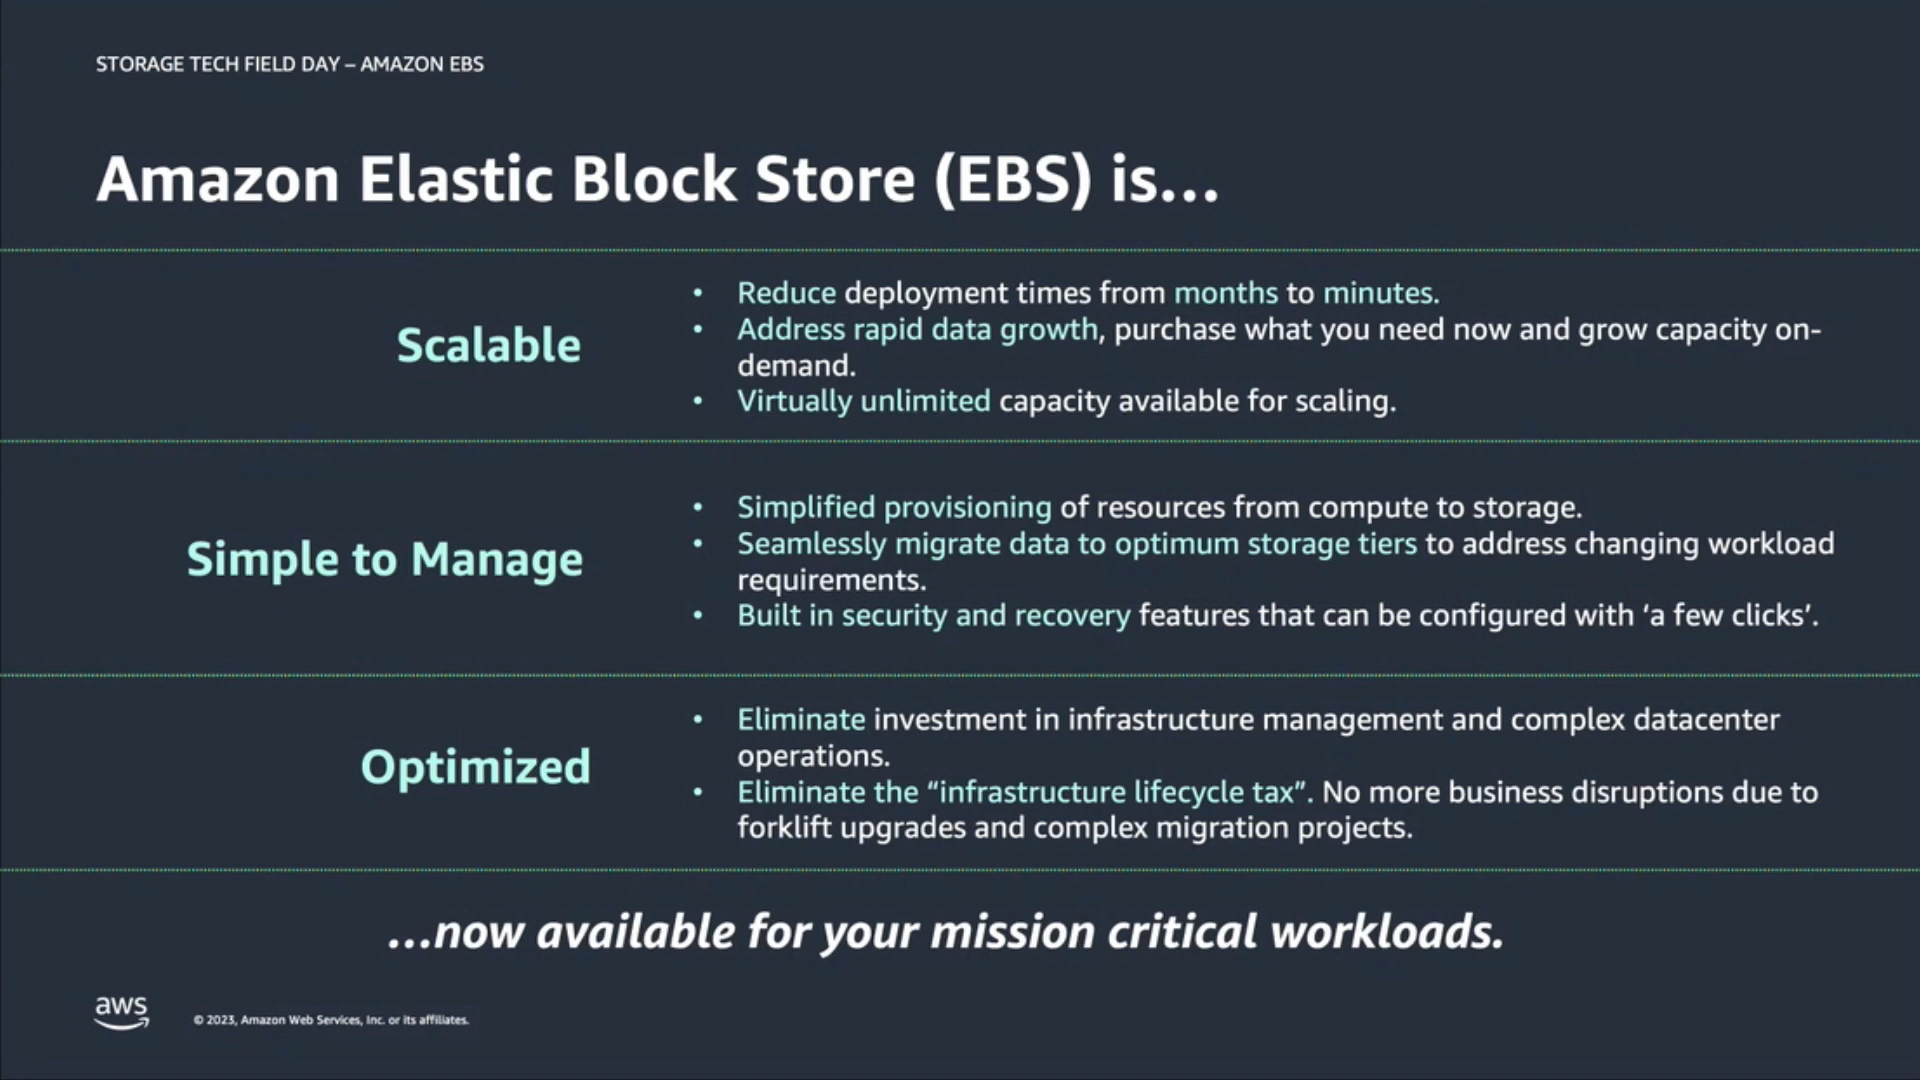 STORAGE TECH FIELD DAY – AMAZON EBS
Amazon Elastic Block Store (EBS) is...
Scalable
• Reduce deployment times from months to minutes.
• Address rapid data growth, purchase what you need now and grow capacity on-
demand.
• Virtually unlimited capacity available for scaling.
Simple to Manage
• Simplified provisioning of resources from compute to storage.
• Seamlessly migrate data to optimum storage tiers to address changing workload
requirements.
• Built in security and recovery features that can be configured with ‘a few clicks’.
Optimized
• Eliminate investment in infrastructure management and complex datacenter
operations.
• Eliminate the “infrastructure lifecycle tax”. No more business disruptions due to
forklift upgrades and complex migration projects.
...now available for your mission critical workloads.
aws
© 2023, Amazon Web Services, Inc. or its affiliates.